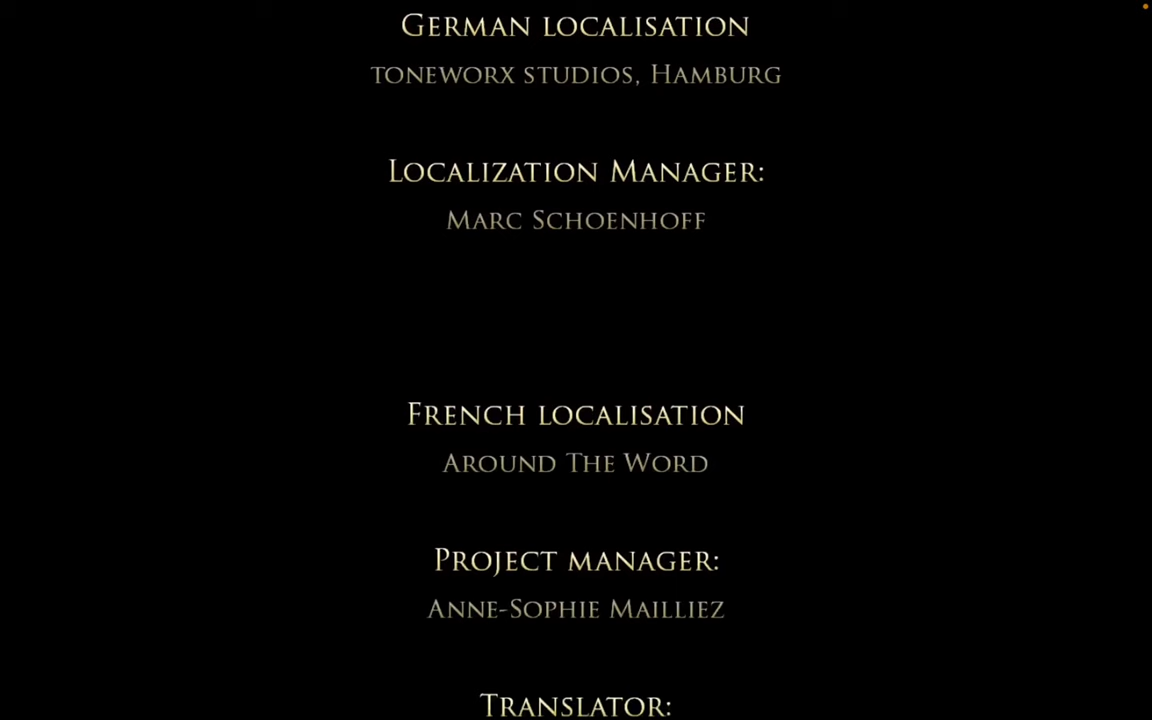 German localisation
toneworx studios, Hamburg
Localization Manager:
Marc Schoenhoff
French localisation
Around The Word
Project manager:
Anne-Sophie Mailliez
Translator: